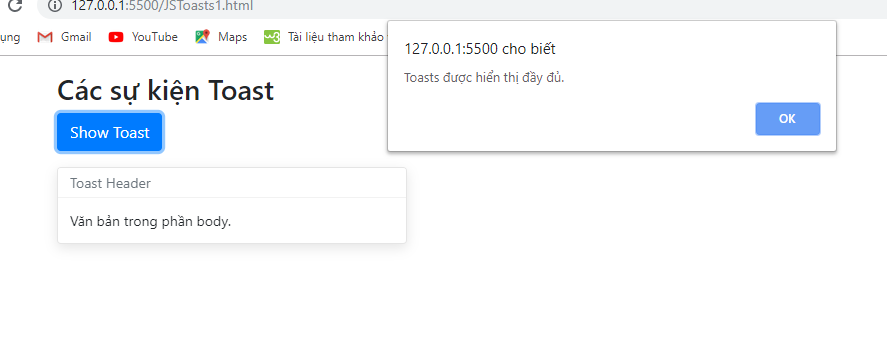 127.0.0.1:5500/JSToasts1.html
ụng Gmail YouTube Maps Tài liệu tham khảo
127.0.0.1:5500 cho biết
Toasts được hiển thị đầy đủ.
OK
Các sự kiện Toast
Show Toast
Toast Header
Văn bản trong phần body.